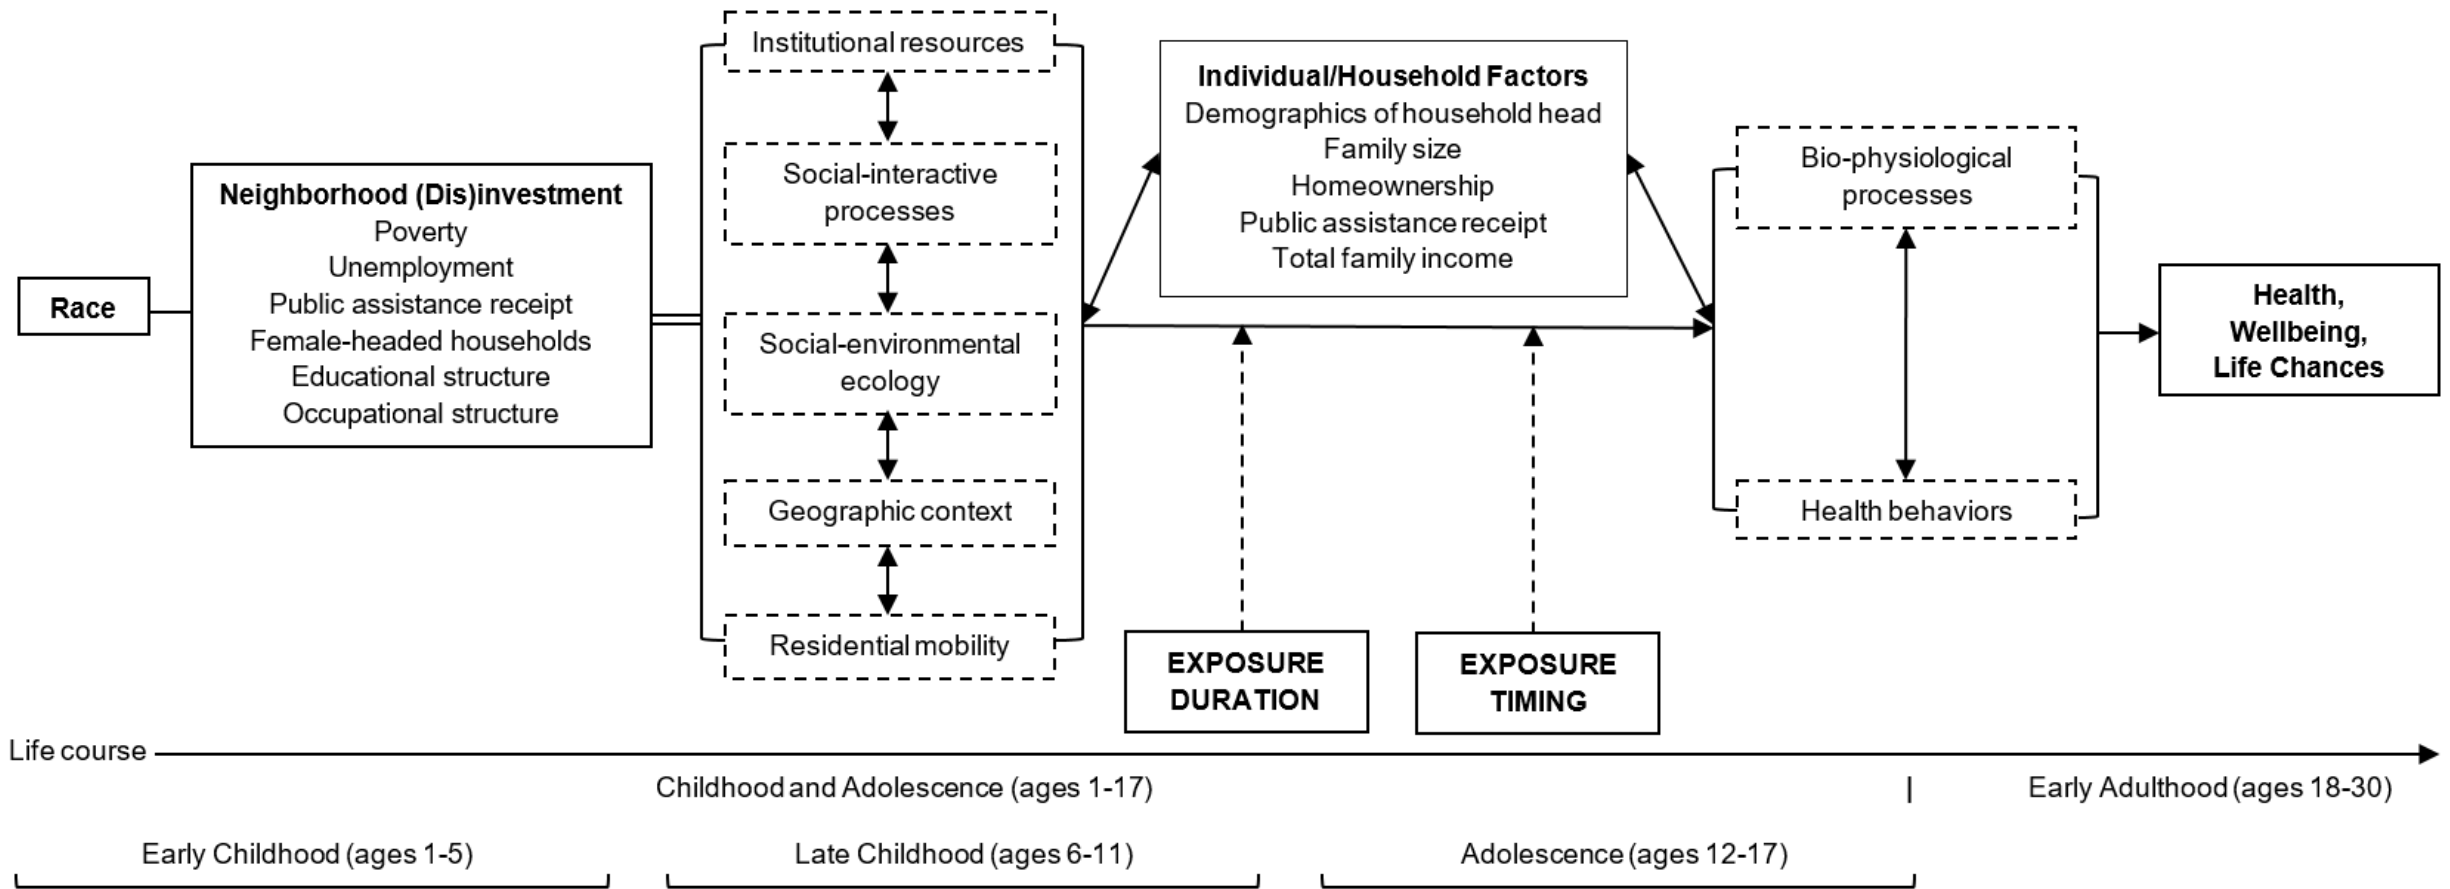 Race
Neighborhood (Dis)investment
Poverty
Unemployment
Public assistance receipt
Female-headed households
Educational structure
Occupational structure
Institutional resources
Social-interactive
processes
Social-environmental
ecology
Geographic context
Residential mobility
Individual/Household Factors
Demographics of household head
Family size
Homeownership
Public assistance receipt
Total family income
EXPOSURE
DURATION
EXPOSURE
TIMING
Bio-physiological
processes
Health behaviors
Health,
Wellbeing,
Life Chances
Life course
Childhood and Adolescence (ages 1-17)
|
Early Adulthood (ages 18-30)
Early Childhood (ages 1-5)
Late Childhood (ages 6-11)
Adolescence (ages 12-17)